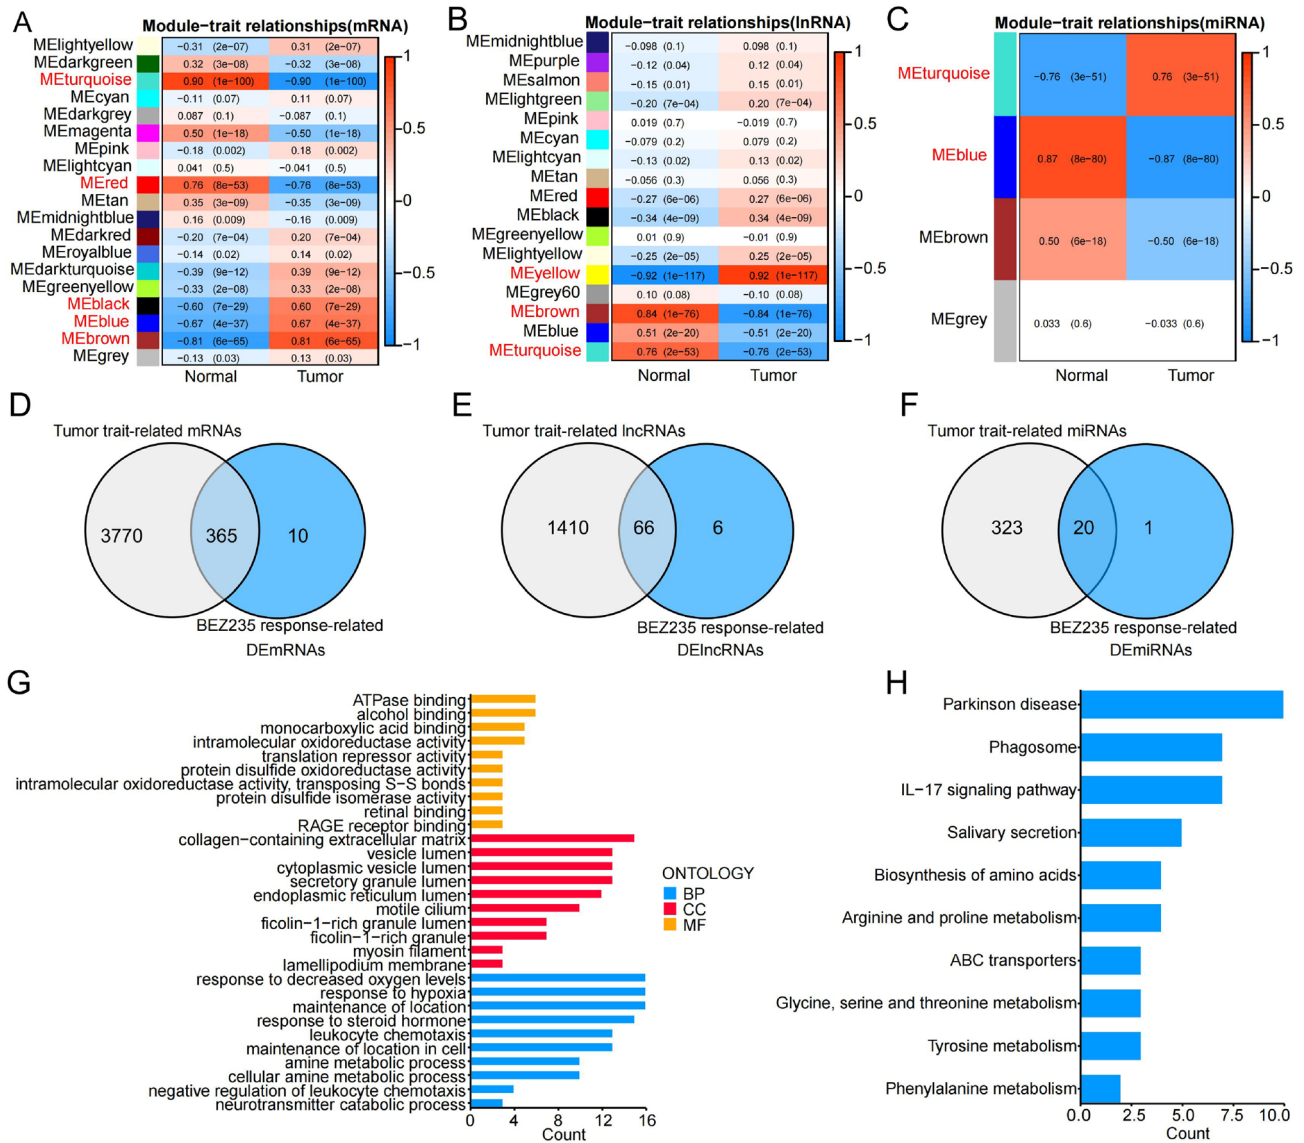 A
Module−trait relationships(mRNA)
MElightyellow −0.31 (2e−07) 0.31 (2e−07)
MEdarkgreen 0.32 (3e−08) −0.32 (3e−08)
MEturquoise 0.90 (1e−100) −0.90 (1e−100)
MEcyan −0.11 (0.07) 0.11 (0.07)
MEdarkgrey 0.087 (0.1) −0.087 (0.1)
MEmagenta 0.50 (1e−18) −0.50 (1e−18)
MEpink −0.18 (0.002) 0.18 (0.002)
MElightcyan 0.041 (0.5) −0.041 (0.5)
MEred 0.76 (8e−53) −0.76 (8e−53)
MEtan 0.35 (3e−09) −0.35 (3e−09)
MEmidnightblue 0.16 (0.009) −0.16 (0.009)
MEdarkred −0.20 (7e−04) 0.20 (7e−04)
MEroyalblue −0.14 (0.02) 0.14 (0.02)
MEdarkturquoise −0.39 (9e−12) 0.39 (9e−12)
MEgreenyellow −0.33 (2e−08) 0.33 (2e−08)
MEblack −0.60 (7e−29) 0.60 (7e−29)
MEblue −0.67 (4e−37) 0.67 (4e−37)
MEbrown −0.81 (6e−65) 0.81 (6e−65)
MEgrey −0.13 (0.03) 0.13 (0.03)
Normal Tumor
1
0.5
0
−0.5
−1
B
Module−trait relationships(lnRNA)
MEmidnightblue −0.098 (0.1) 0.098 (0.1)
MEpurple −0.12 (0.04) 0.12 (0.04)
MEsalmon −0.15 (0.01) 0.15 (0.01)
MElightgreen −0.20 (7e−04) 0.20 (7e−04)
MEpink 0.019 (0.7) −0.019 (0.7)
MEcyan −0.079 (0.2) 0.079 (0.2)
MElightcyan −0.13 (0.02) 0.13 (0.02)
MEtan −0.056 (0.3) 0.056 (0.3)
MEred −0.27 (6e−06) 0.27 (6e−06)
MEblack −0.34 (4e−09) 0.34 (4e−09)
MEgreenyellow 0.01 (0.9) −0.01 (0.9)
MElightyellow −0.25 (2e−05) 0.25 (2e−05)
MEyellow −0.92 (1e−117) 0.92 (1e−117)
MEgrey60 0.10 (0.08) −0.10 (0.08)
MEbrown 0.84 (1e−76) −0.84 (1e−76)
MEblue 0.51 (2e−20) −0.51 (2e−20)
MEturquoise 0.76 (2e−53) −0.76 (2e−53)
Normal Tumor
1
0.5
0
−0.5
−1
C
Module−trait relationships(miRNA)
MEturquoise −0.76 (3e−51) 0.76 (3e−51)
MEblue 0.87 (8e−80) −0.87 (8e−80)
MEbrown 0.50 (6e−18) −0.50 (6e−18)
MEgrey 0.033 (0.6) −0.033 (0.6)
Normal Tumor
1
0.5
0
−0.5
−1
D
Tumor trait−related mRNAs
3770 365 10
BEZ235 response−related
DEmRNAs
E
Tumor trait−related lncRNAs
1410 66 6
BEZ235 response−related
DElncRNAs
F
Tumor trait−related miRNAs
323 20 1
BEZ235 response−related
DEmiRNAs
G
ATPase binding
alcohol binding
monocarboxylic acid binding
intramolecular oxidoreductase activity
translation repressor activity
protein disulfide oxidoreductase activity
intramolecular oxidoreductase activity, transposing S−S bonds
protein disulfide isomerase activity
retinal binding
RAGE receptor binding
collagen−containing extracellular matrix
vesicle lumen
cytoplasmic vesicle lumen
secretory granule lumen
endoplasmic reticulum lumen
motile cilium
ficolin−1−rich granule lumen
ficolin−1−rich granule
myosin filament
lamellipodium membrane
response to decreased oxygen levels
response to hypoxia
maintenance of location
response to steroid hormone
leukocyte chemotaxis
maintenance of location in cell
amine metabolic process
cellular amine metabolic process
negative regulation of leukocyte chemotaxis
neurotransmitter catabolic process
0 4 8 12 16
Count
ONTOLOGY
BP
CC
MF
H
Parkinson disease
Phagosome
IL−17 signaling pathway
Salivary secretion
Biosynthesis of amino acids
Arginine and proline metabolism
ABC transporters
Glycine, serine and threonine metabolism
Tyrosine metabolism
Phenylalanine metabolism
0.0 2.5 5.0 7.5 10.0
Count